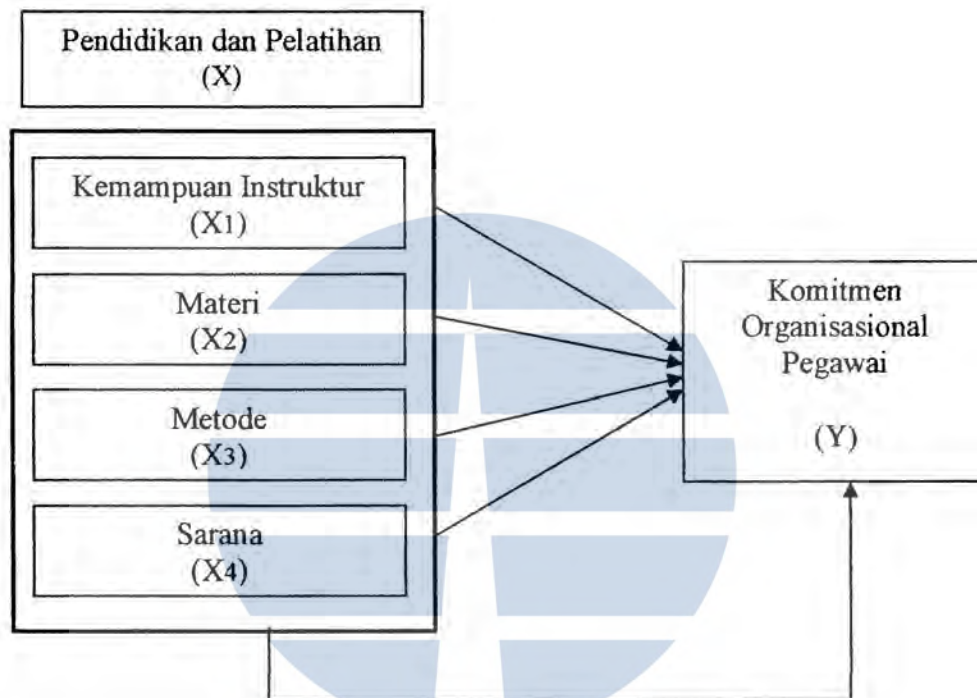 Pendidikan dan Pelatihan
(X)
Kemampuan Instruktur
(X1)
Materi
(X2)
Metode
(X3)
Sarana
(X4)
Komitmen
Organisasional
Pegawai
(Y)